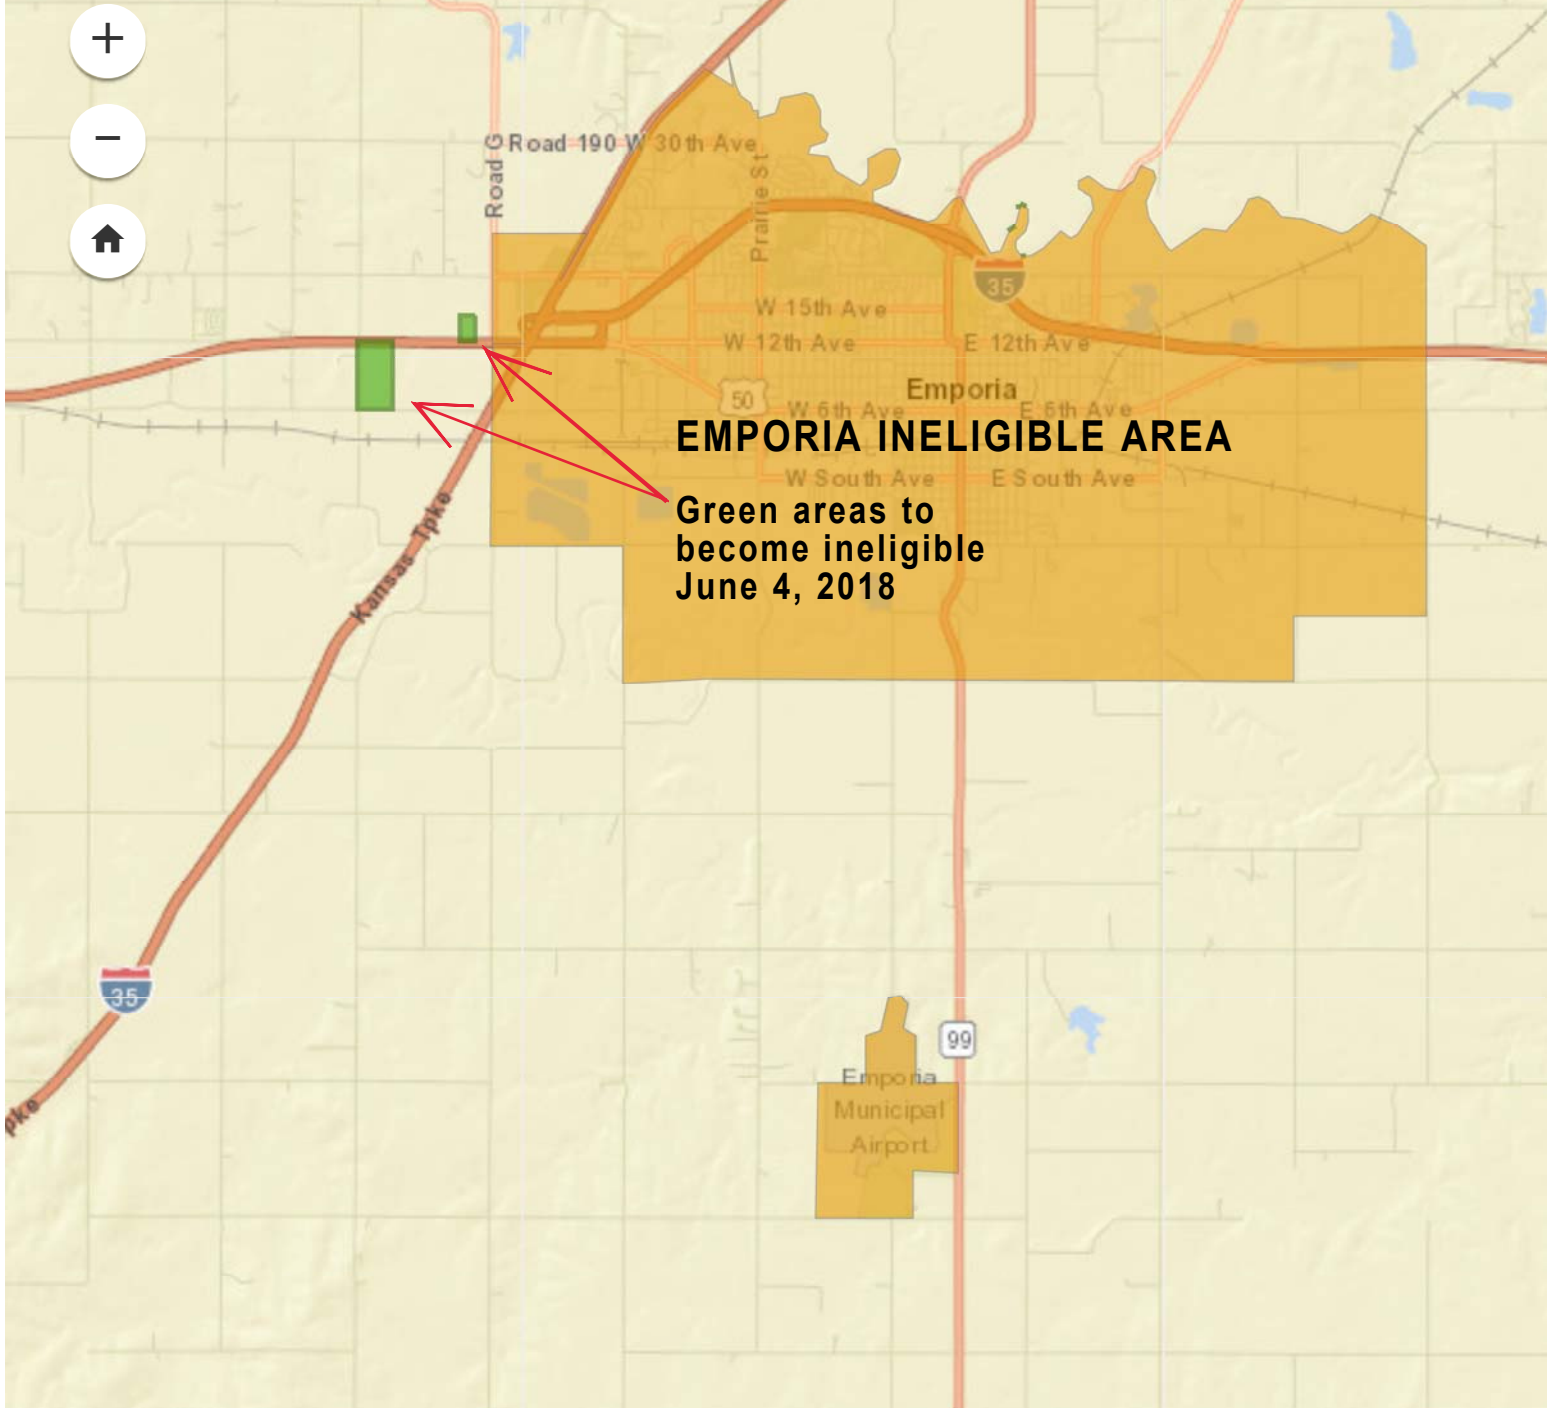 +
−
Road G
Road 190
W 30th Ave
Prairie St
35
W 15th Ave
W 12th Ave
E 12th Ave
50
Emporia
W 6th Ave
E 6th Ave
EMPORIA INELIGIBLE AREA
W South Ave
E South Ave
Green areas to
become ineligible
June 4, 2018
Kansas Tpke
35
pke
99
Emporia
Municipal
Airport